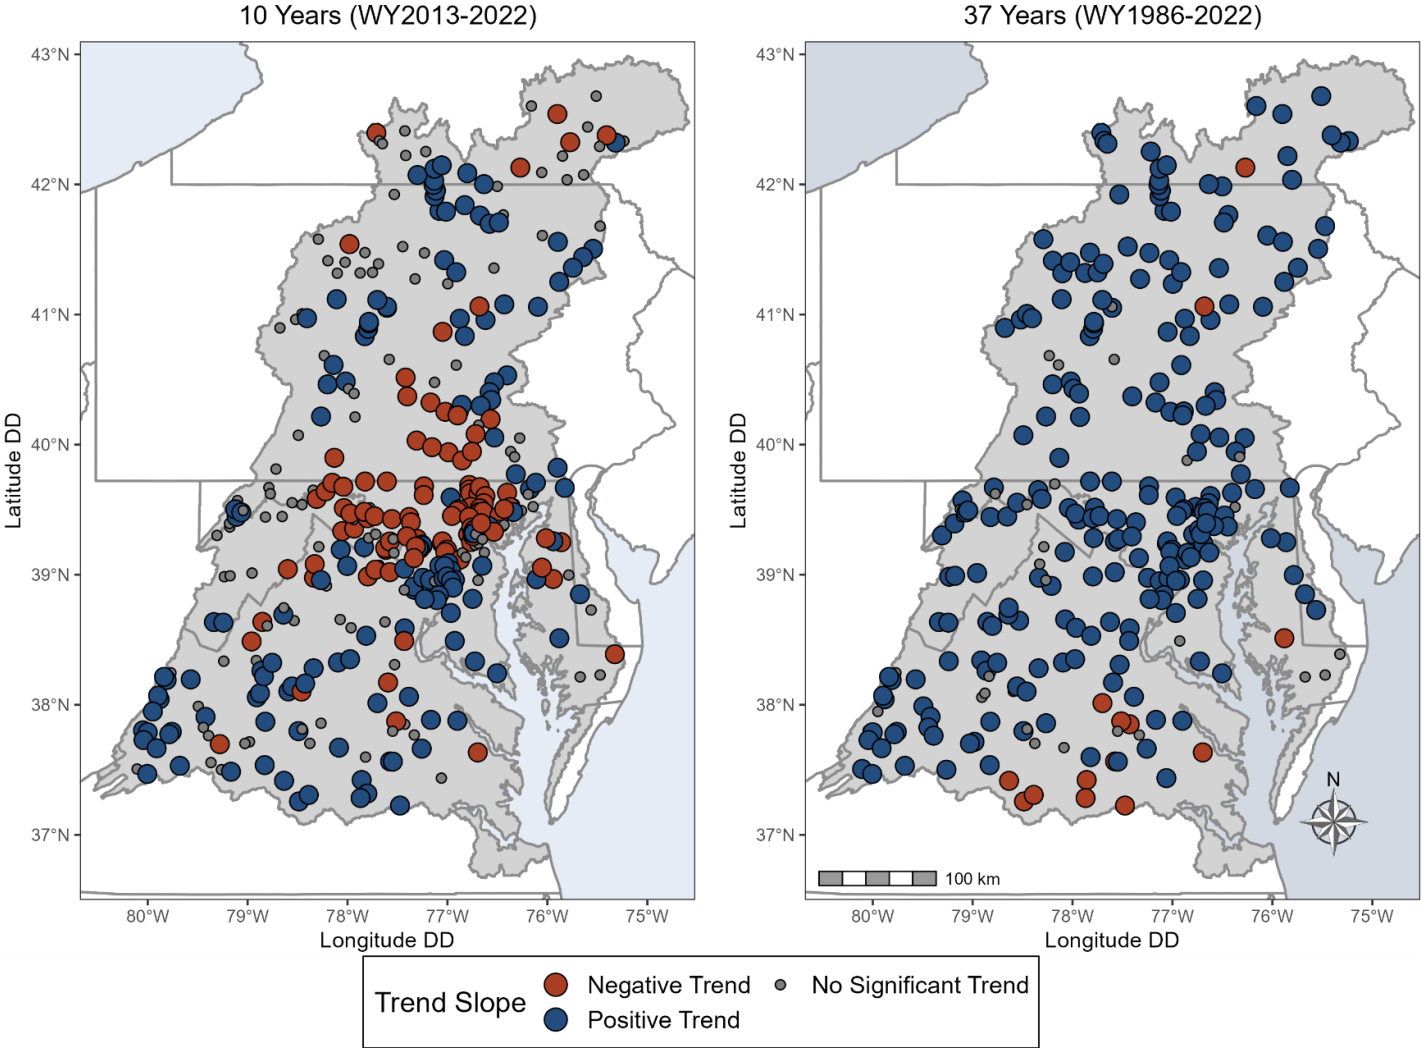 10 Years (WY2013-2022)
37 Years (WY1986-2022)
43°N
42°N
41°N
40°N
39°N
38°N
37°N
Latitude DD
80°W 79°W 78°W 77°W 76°W 75°W
Longitude DD
43°N
42°N
41°N
40°N
39°N
38°N
37°N
Latitude DD
N
100 km
80°W 79°W 78°W 77°W 76°W 75°W
Longitude DD
Trend Slope
Negative Trend
No Significant Trend
Positive Trend